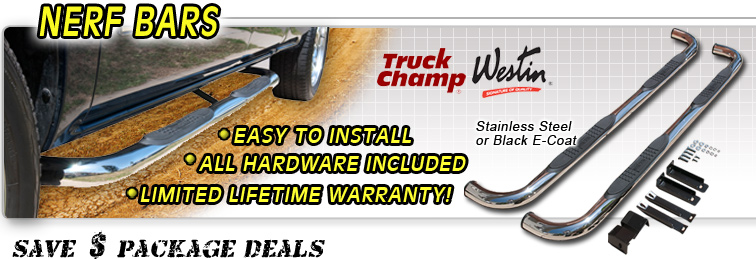 NERF BARS
Truck
Champ
Westin
SIGNATURE OF QUALITY
Stainless Steel
or Black E-Coat
• EASY TO INSTALL
• ALL HARDWARE INCLUDED
• LIMITED LIFETIME WARRANTY!
SAVE $ PACKAGE DEALS